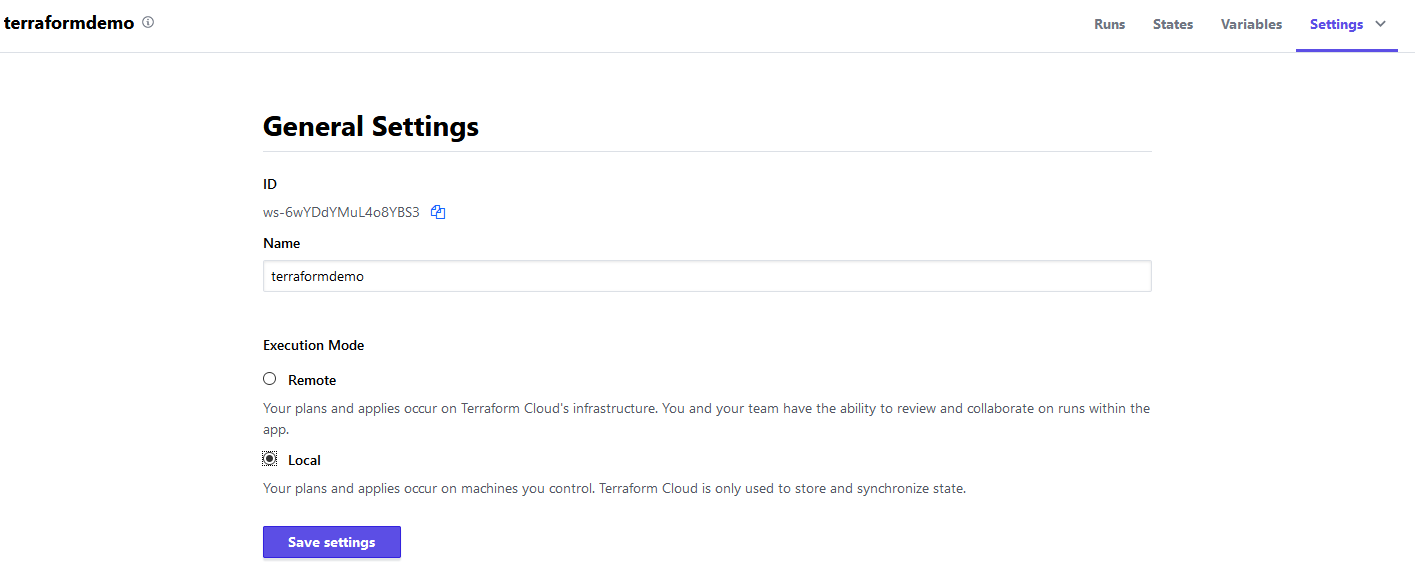 terraformdemo
Runs States Variables Settings
General Settings
ID
ws-6wYDdYMuL4o8YBS3
Name
terraformdemo
Execution Mode
Remote
Your plans and applies occur on Terraform Cloud's infrastructure. You and your team have the ability to review and collaborate on runs within the
app.
Local
Your plans and applies occur on machines you control. Terraform Cloud is only used to store and synchronize state.
Save settings